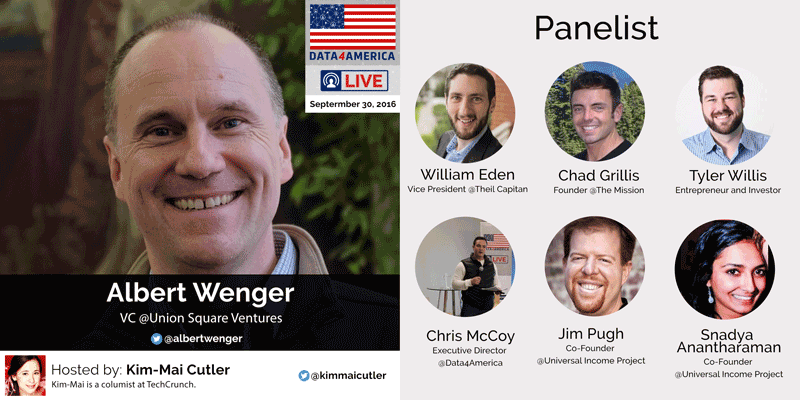 DATA4AMERICA
LIVE
Septermber 30, 2016
Albert Wenger
VC @Union Square Ventures
@albertwenger
Hosted by: Kim-Mai Cutler
Kim-Mai is a columist at TechCrunch.
@kimmaicutler
Panelist
William Eden
Vice President @Theil Capitan
Chad Grillis
Founder @The Mission
Tyler Willis
Entrepreneur and Investor
LIVE
Chris McCoy
Executive Director
@Data4America
Jim Pugh
Co-Founder
@Universal Income Project
Snadya
Anantharaman
Co-Founder
@Universal Income Project